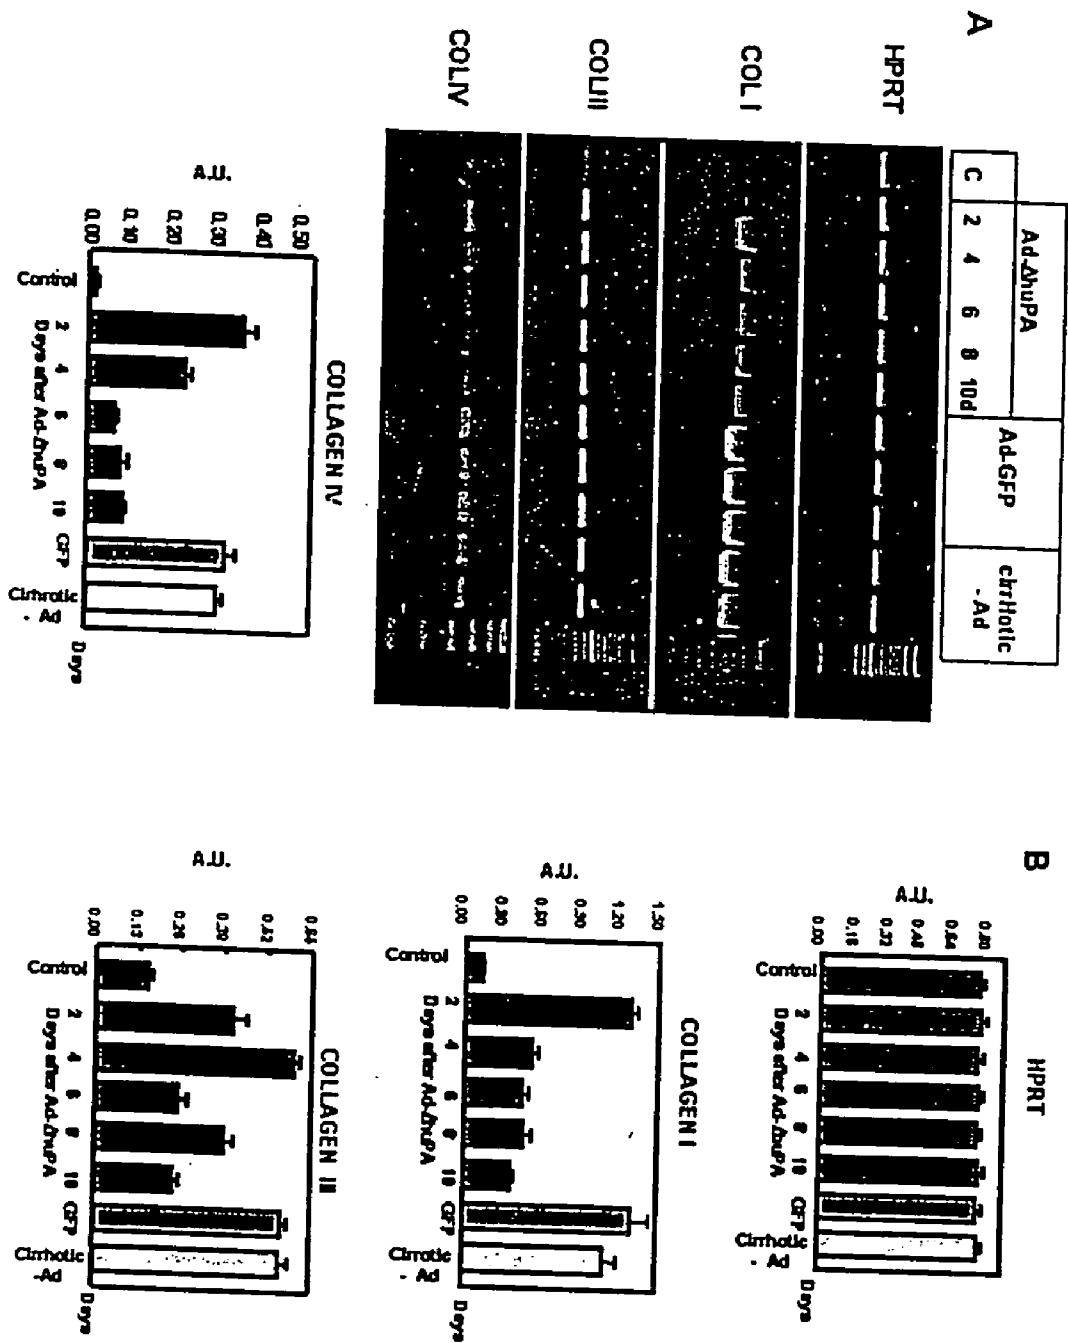 A
Ad-ΔhuPA
Ad-GFP
cirrHotic
- Ad
C
2
4
6
8
10d
HPRT
COL I
COLIII
COLIV
COLLAGEN IV
A.U.
0.50
0.40
0.30
0.20
0.10
0.00
Control
2
4
6
8
10
GFP
Cirhrotic
- Ad
Days after Ad-ΔhuPA
Days
B
HPRT
A.U.
0.80
0.64
0.48
0.32
0.16
0.00
Control
2
4
6
8
10
GFP
Cirrhotic
- Ad
Days after Ad-ΔhuPA
Days
COLLAGEN I
A.U.
1.50
1.20
0.90
0.60
0.00
Control
2
4
6
8
10
GFP
Cirrotic
- Ad
Days after Ad-ΔhuPA
Days
COLLAGEN III
A.U.
0.13
0.00
Control
2
4
6
8
10
GFP
Cirrhotic
-Ad
Days after Ad-ΔhuPA
Days